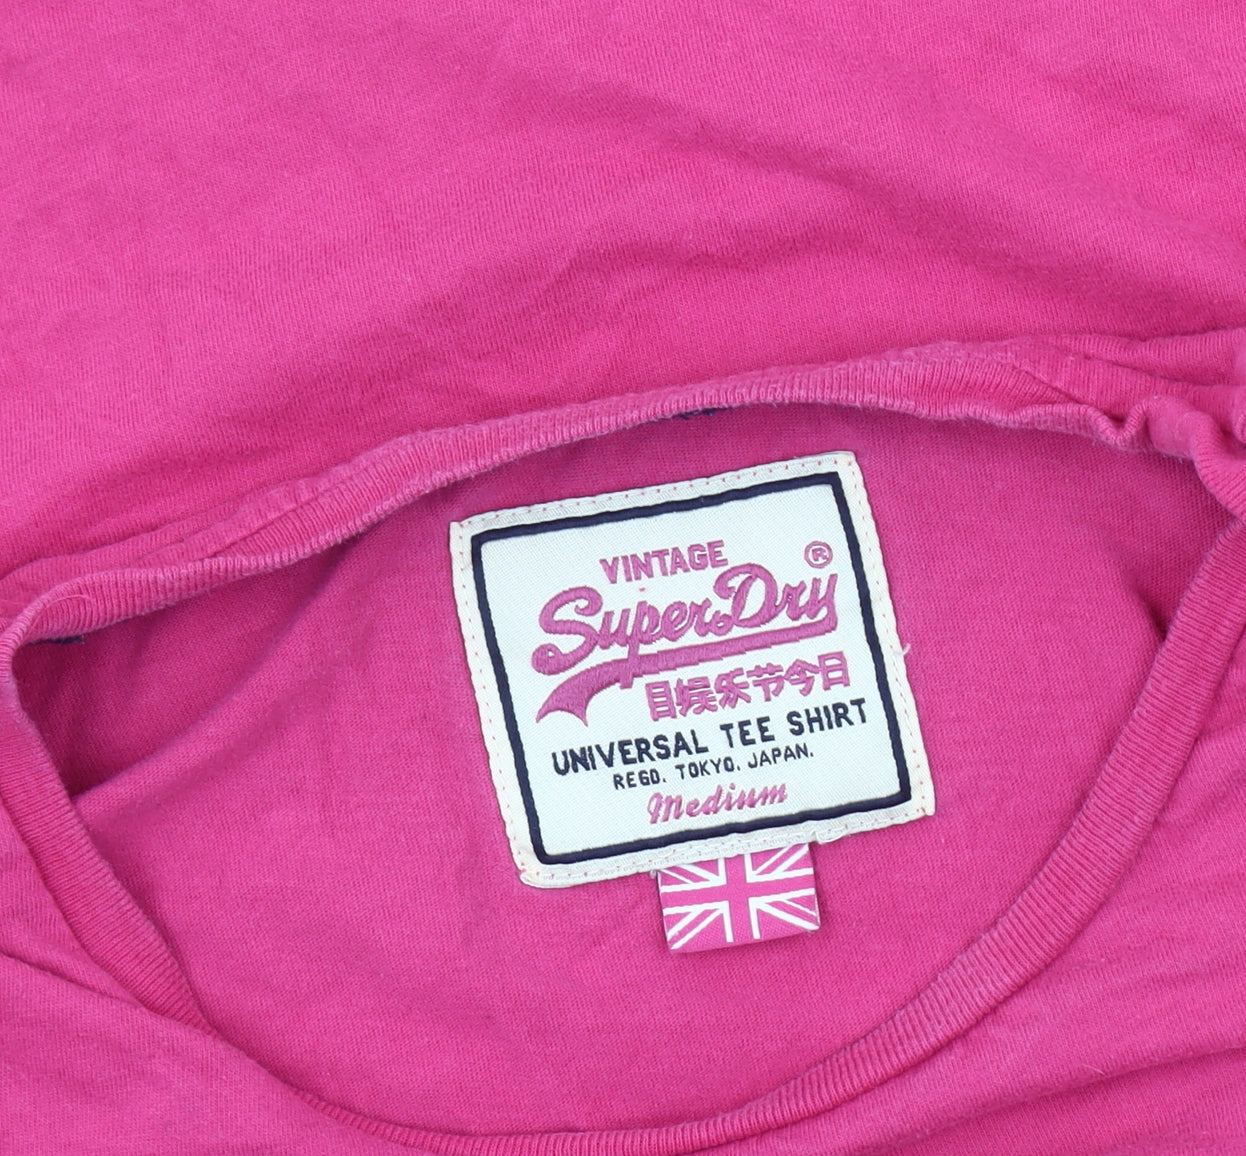 VINTAGE ®
SuperDry
目娱乐节今日
UNIVERSAL TEE SHIRT
REGD. TOKYO. JAPAN.
Medium